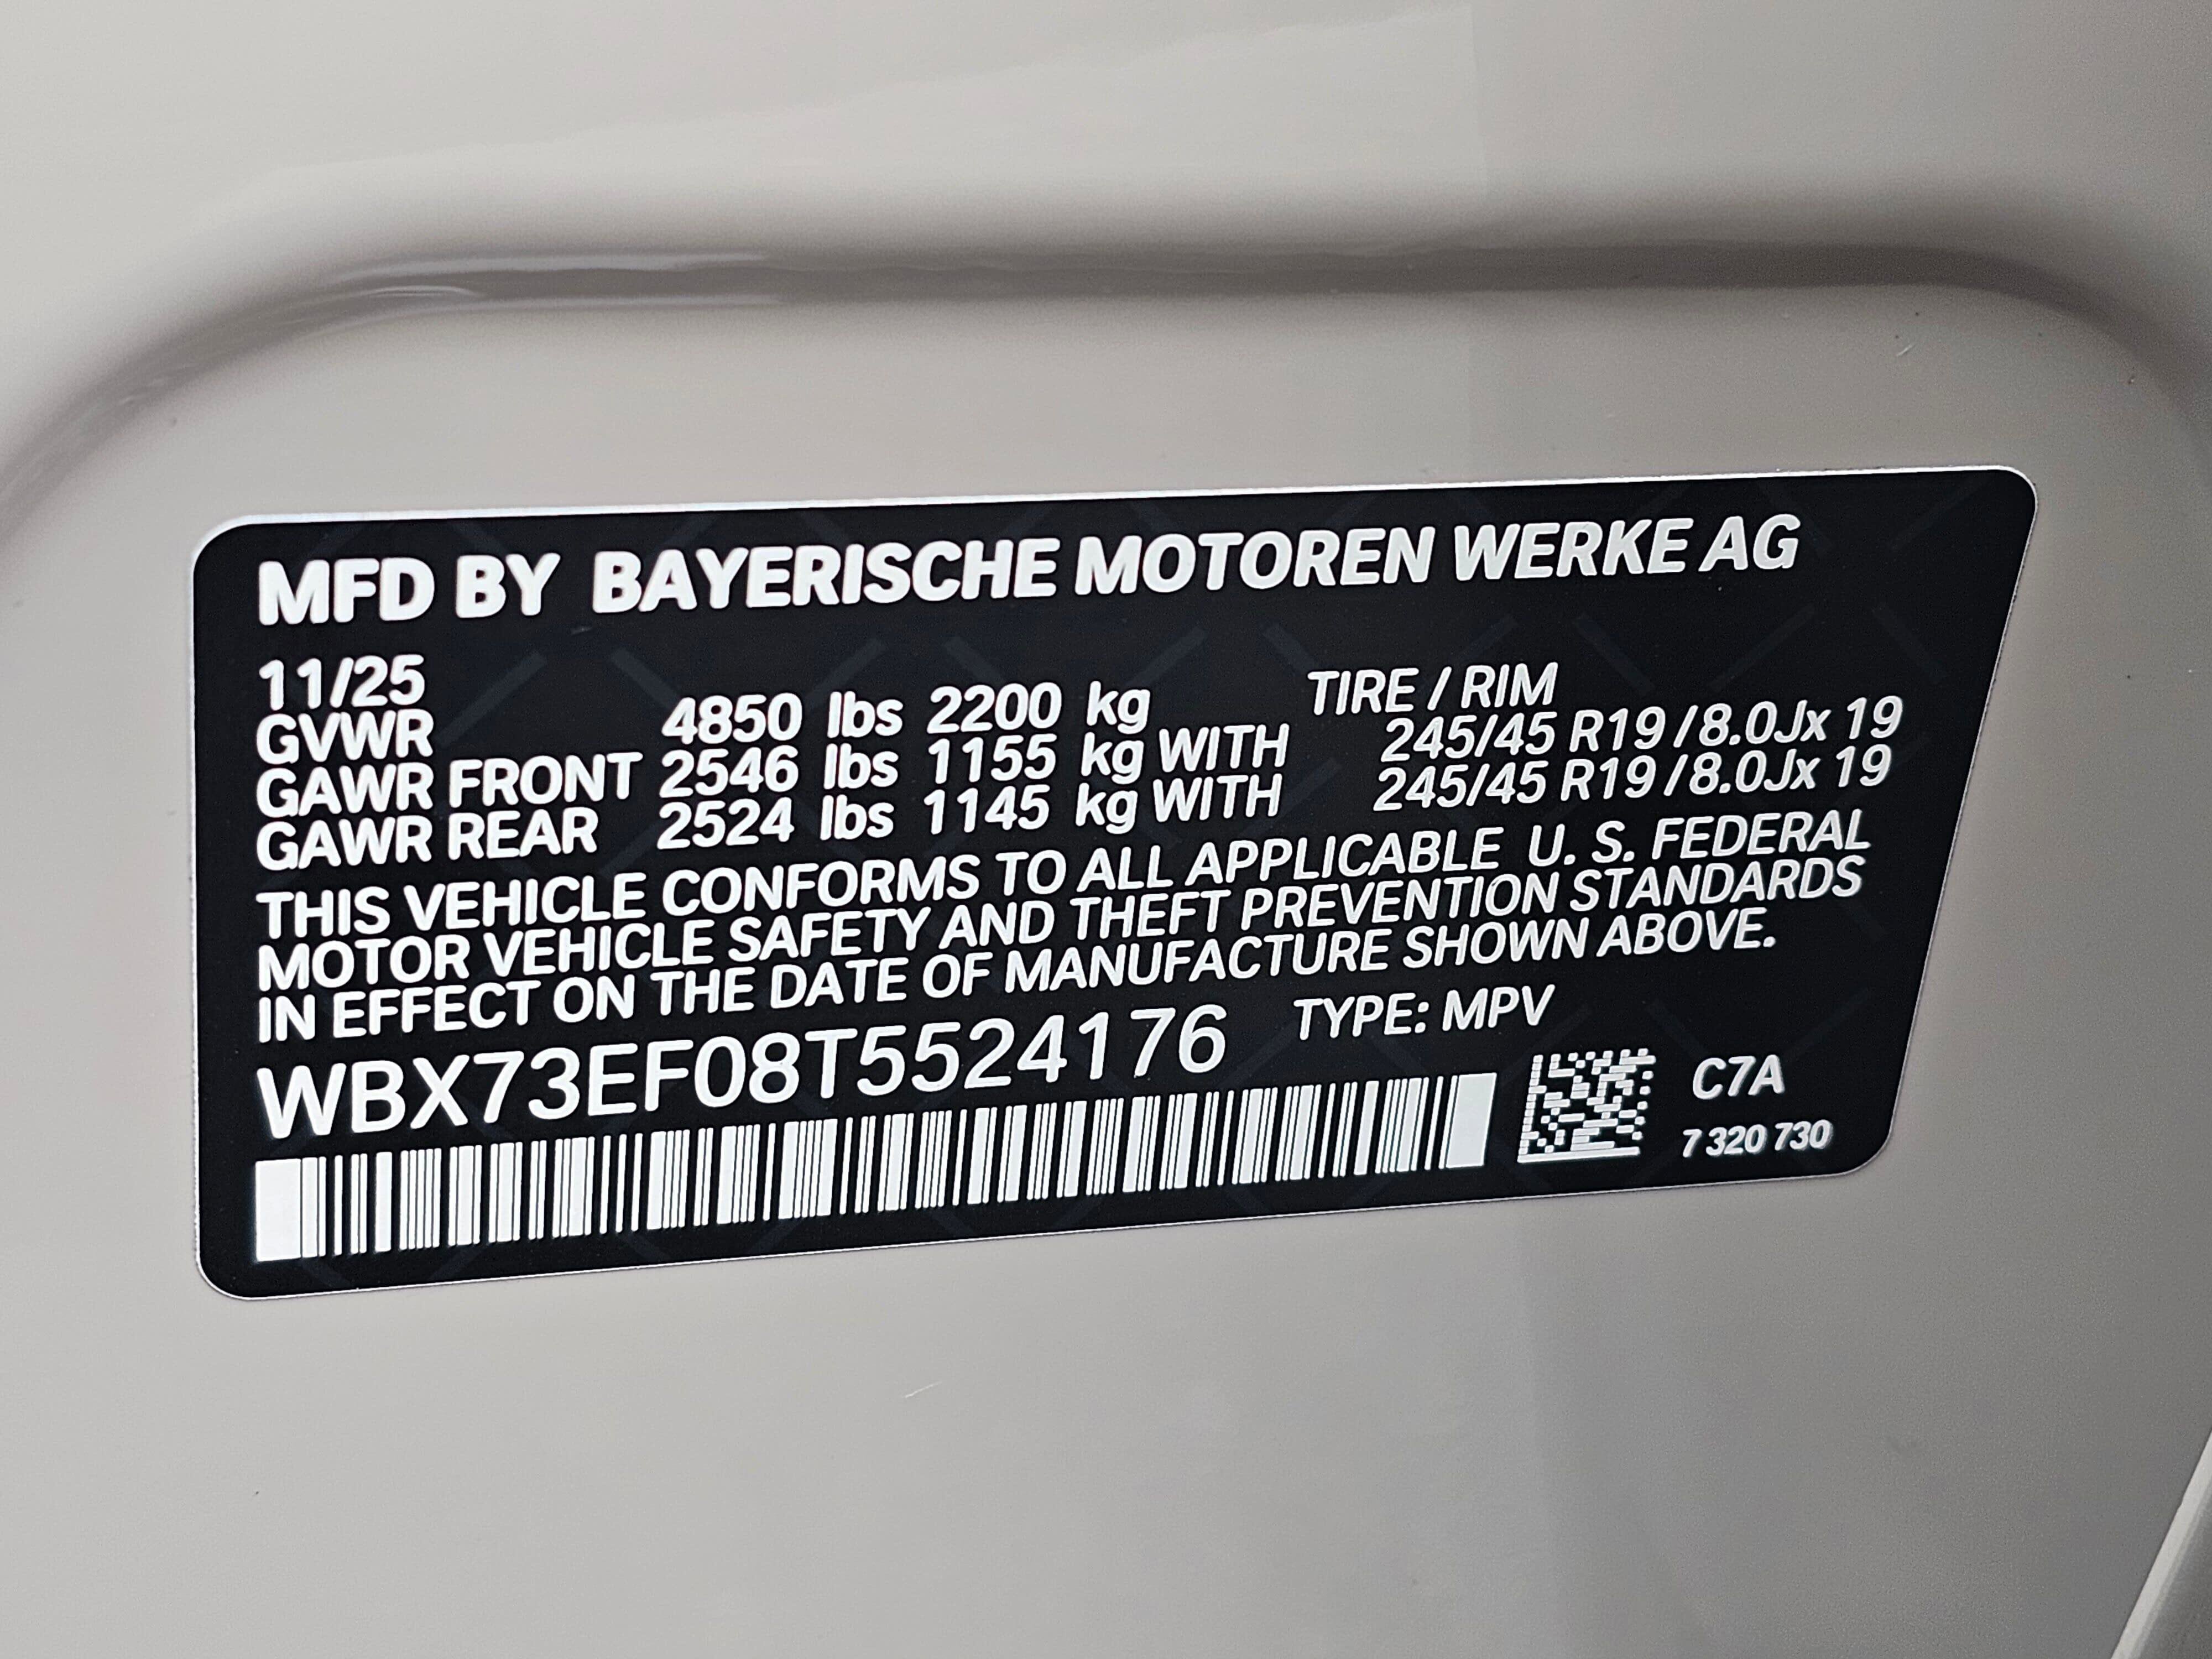 MFD BY BAYERISCHE MOTOREN WERKE AG
11/25
GVWR 4850 lbs 2200 kg TIRE / RIM
GAWR FRONT 2546 lbs 1155 kg WITH 245/45 R19 / 8.0Jx 19
GAWR REAR 2524 lbs 1145 kg WITH 245/45 R19 / 8.0Jx 19
THIS VEHICLE CONFORMS TO ALL APPLICABLE U. S. FEDERAL
MOTOR VEHICLE SAFETY AND THEFT PREVENTION STANDARDS
IN EFFECT ON THE DATE OF MANUFACTURE SHOWN ABOVE.
WBX73EF08T5524176 TYPE: MPV
C7A
7 320 730